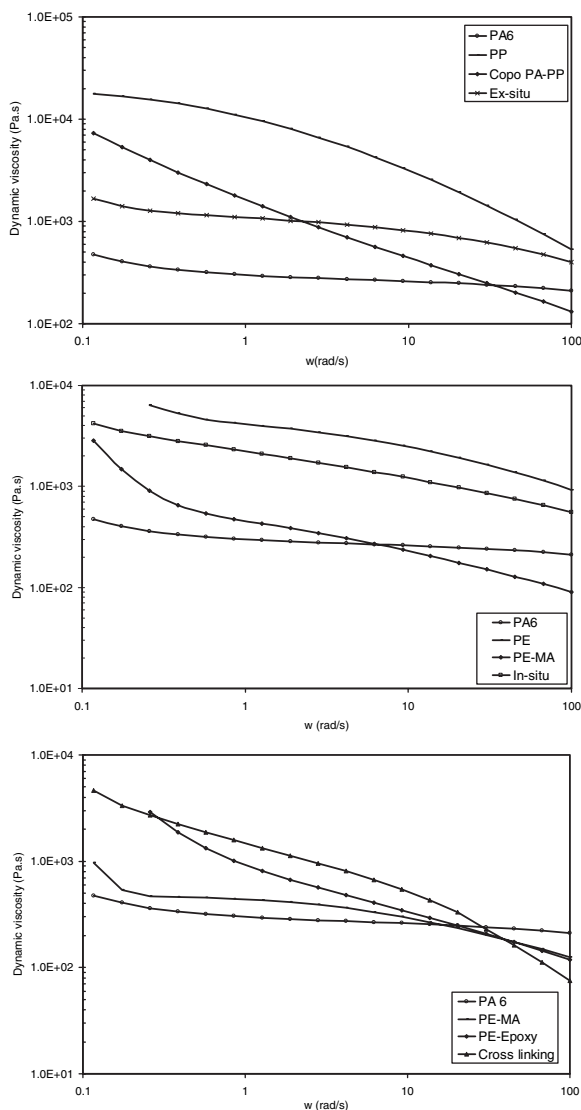 1.0E+05
1.0E+04
1.0E+03
1.0E+02
Dynamic viscosity (Pa.s)
0.1 1 10 100
w(rad/s)
PA6
PP
Copo PA-PP
Ex-situ
1.0E+04
1.0E+03
1.0E+02
1.0E+01
Dynamic viscosity (Pa.s)
0.1 1 10 100
w (rad/s)
PA6
PE
PE-MA
In-situ
1.0E+04
1.0E+03
1.0E+02
1.0E+01
Dynamic viscosity (Pa.s)
0.1 1 10 100
w (rad/s)
PA 6
PE-MA
PE-Epoxy
Cross linking